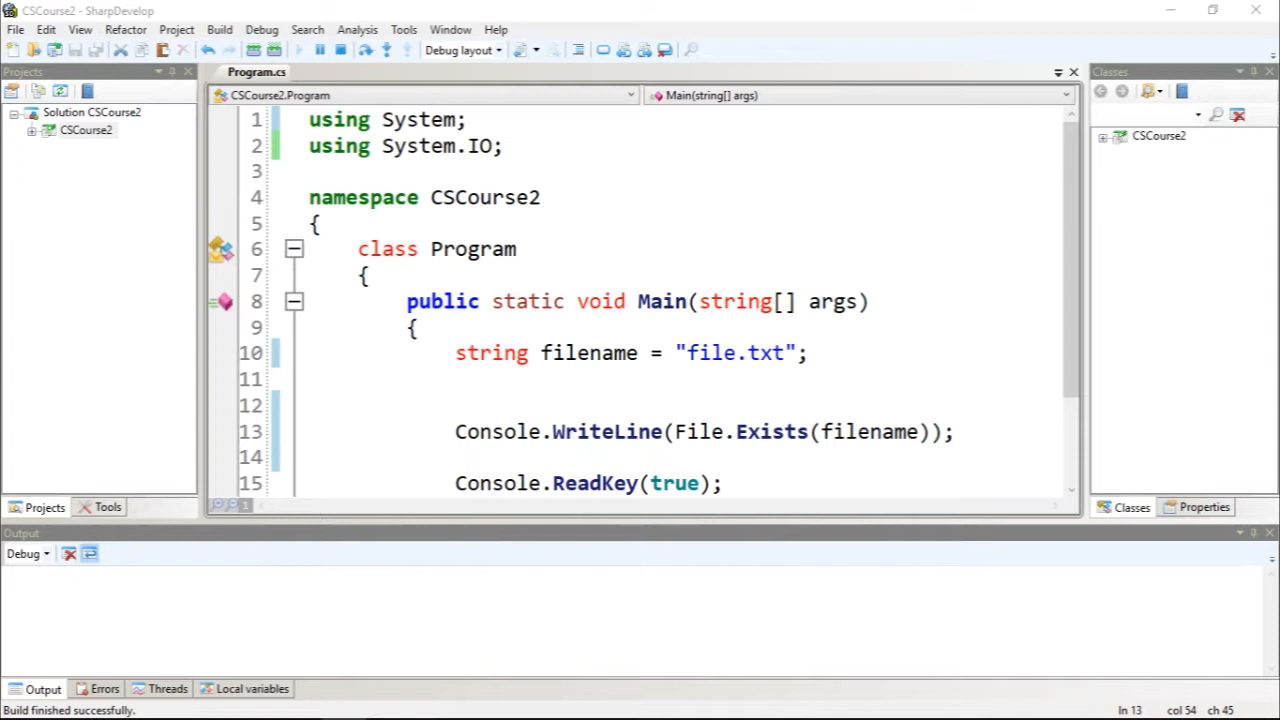 CSCourse2 - SharpDevelop
File Edit View Refactor Project Build Debug Search Analysis Tools Window Help
Debug layout
Projects
Program.cs
Classes
CSCourse2.Program
Main(string[] args)
Solution CSCourse2
CSCourse2
CSCourse2
1 using System;
2 using System.IO;
3
4 namespace CSCourse2
5 {
6 class Program
7 {
8 public static void Main(string[] args)
9 {
10 string filename = "file.txt";
11
12
13 Console.WriteLine(File.Exists(filename));
14
15 Console.ReadKey(true);
1
Projects Tools
Classes Properties
Output
Debug
Output Errors Threads Local variables
Build finished successfully.
ln 13 col 54 ch 45